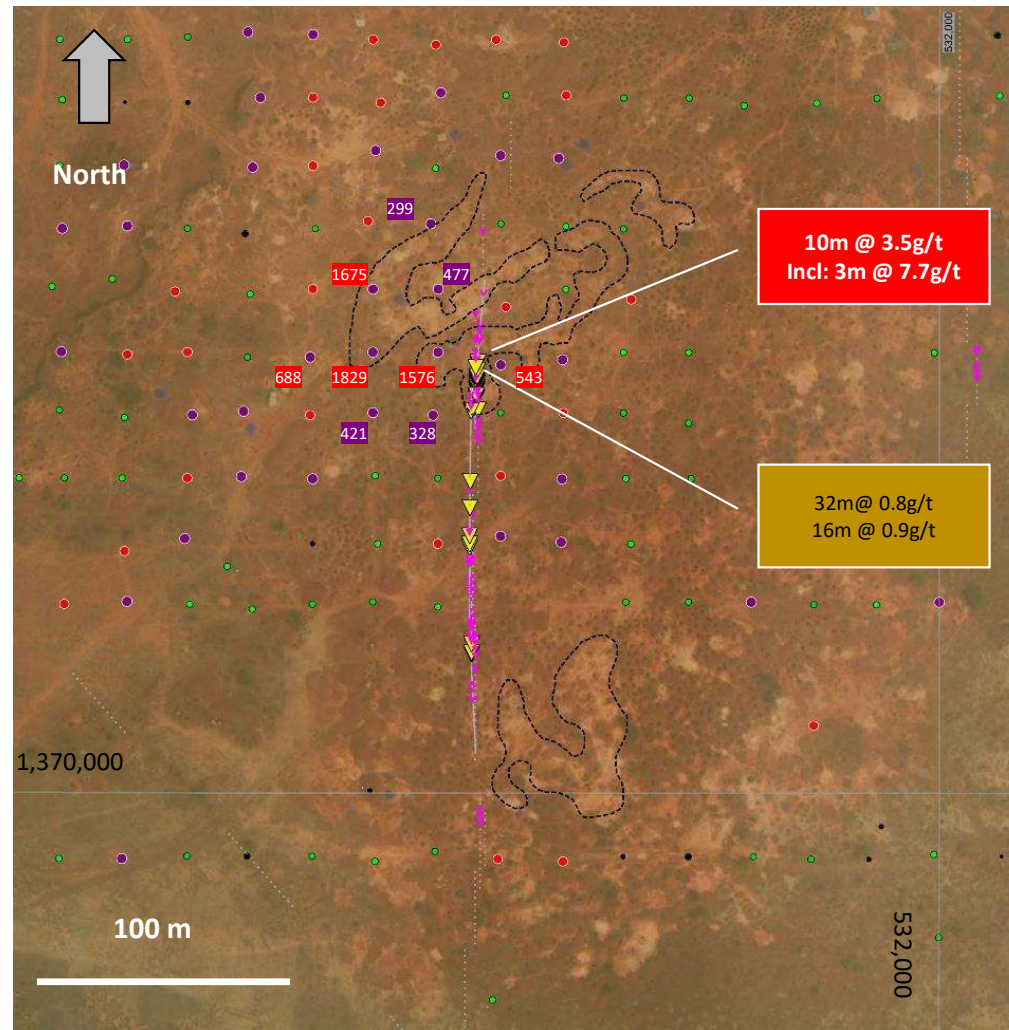 532,000
North
299
10m @ 3.5g/t
Incl: 3m @ 7.7g/t
1675
477
688
1829
1576
543
421
328
32m@ 0.8g/t
16m @ 0.9g/t
1,370,000
100 m
532,000